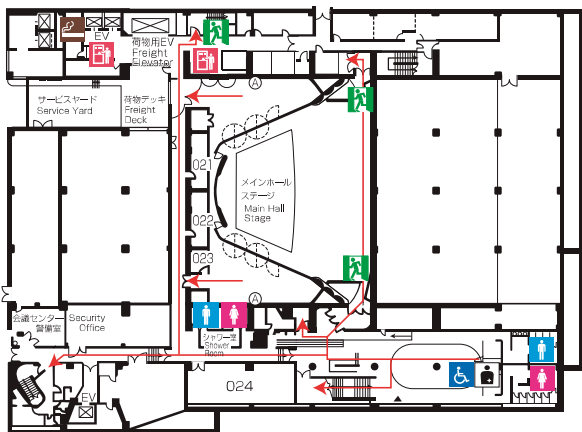 EV
荷物用EV
Freight
Elevator
サービスヤード
Service Yard
荷物デッキ
Freight
Deck
A
021
メインホール
ステージ
Main Hall
Stage
022
023
A
会議センター
警備室
Security
Office
シャワー室
Shower
Room
024
EV